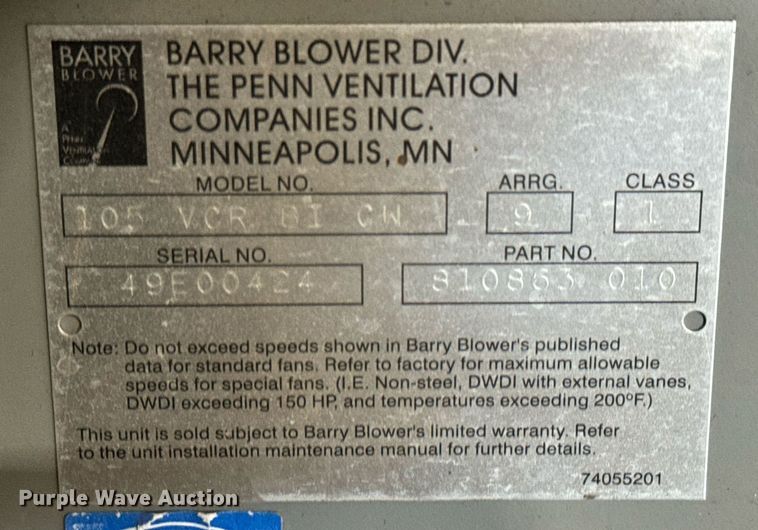 BARRY
BLOWER
A
PENN
VENTILATION
COMPANY
BARRY BLOWER DIV.
THE PENN VENTILATION
COMPANIES INC.
MINNEAPOLIS, MN
MODEL NO. ARRG. CLASS
105 VCR BI CW 9 1
SERIAL NO. PART NO.
49E00424 810863 010
Note: Do not exceed speeds shown in Barry Blower's published
data for standard fans. Refer to factory for maximum allowable
speeds for special fans. (I.E. Non-steel, DWDI with external vanes,
DWDI exceeding 150 HP, and temperatures exceeding 200ºF.)
This unit is sold subject to Barry Blower's limited warranty. Refer
to the unit installation maintenance manual for further details.
74055201
Purple Wave Auction